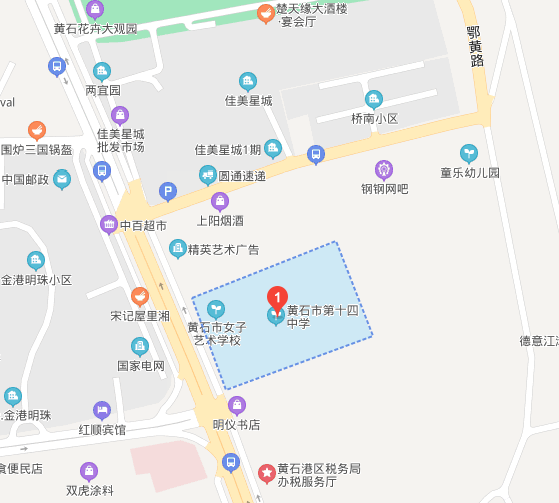 黄石花卉大观园
楚天缘大酒楼
·宴会厅
鄂黄路
两宜园
佳美星城
val
桥南小区
佳美星城
批发市场
围炉三国锅盔
佳美星城1期
中国邮政
圆通速递
P
钢钢网吧
童乐幼儿园
上阳烟酒
中百超市
精英艺术广告
金港明珠小区
1
宋记屋里湘
黄石市女子
艺术学校
黄石市第十四
中学
国家电网
德意江
.金港明珠
红顺宾馆
明仪书店
食便民店
双虎涂料
黄石港区税务局
办税服务厅